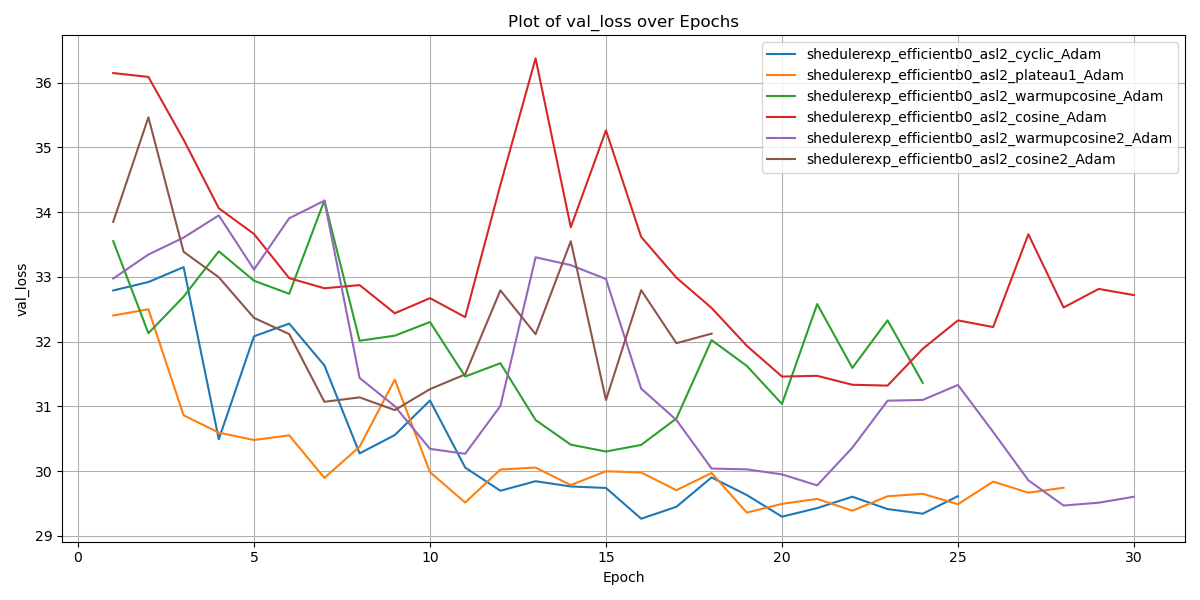 Plot of val_loss over Epochs
shedulerexp_efficientb0_asl2_cyclic_Adam
shedulerexp_efficientb0_asl2_plateau1_Adam
shedulerexp_efficientb0_asl2_warmupcosine_Adam
shedulerexp_efficientb0_asl2_cosine_Adam
shedulerexp_efficientb0_asl2_warmupcosine2_Adam
shedulerexp_efficientb0_asl2_cosine2_Adam
val_loss
36
35
34
33
32
31
30
29
0 5 10 15 20 25 30
Epoch